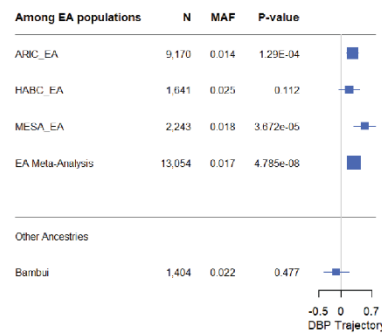 Among EA populations N MAF P-value
ARIC_EA 9,170 0.014 1.29E-04
HABC_EA 1,641 0.025 0.112
MESA_EA 2,243 0.018 3.672e-05
EA Meta-Analysis 13,054 0.017 4.785e-08
Other Ancestries
Bambui 1,404 0.022 0.477
-0.5 0 0.7
DBP Trajectory